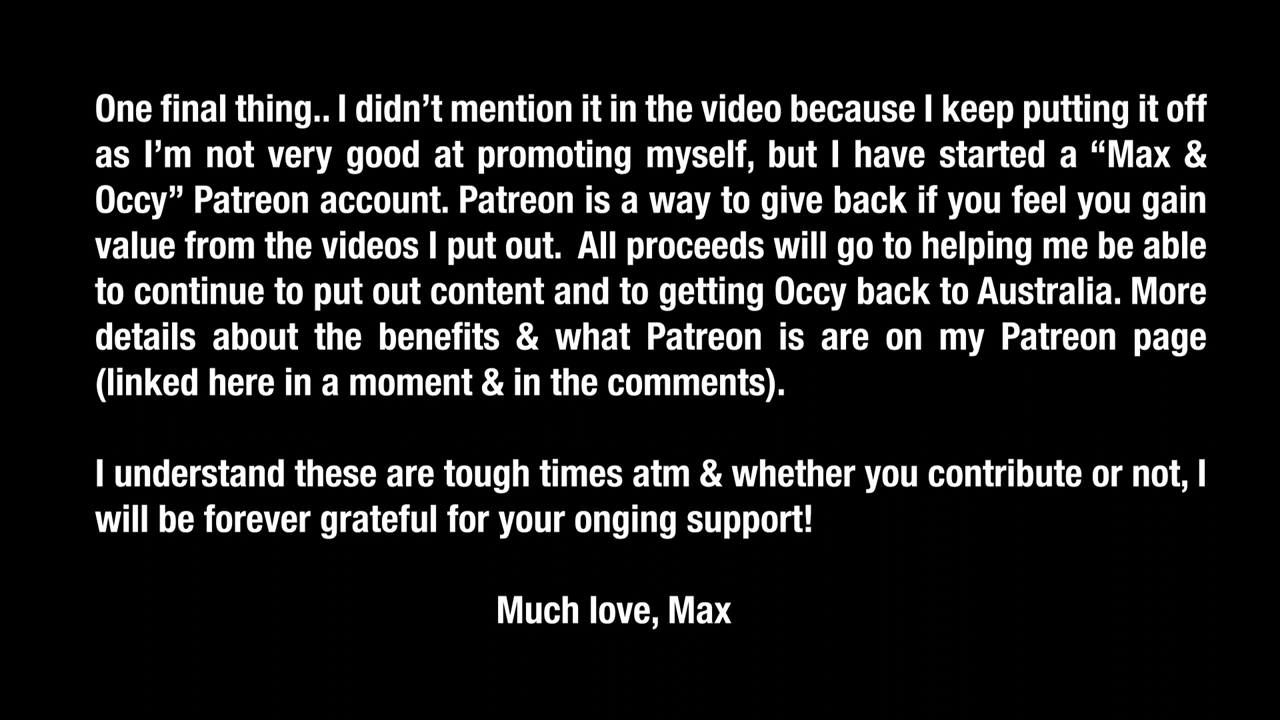 One final thing.. I didn’t mention it in the video because I keep putting it off
as I’m not very good at promoting myself, but I have started a “Max &
Occy” Patreon account. Patreon is a way to give back if you feel you gain
value from the videos I put out.  All proceeds will go to helping me be able
to continue to put out content and to getting Occy back to Australia. More
details about the benefits & what Patreon is are on my Patreon page
(linked here in a moment & in the comments).
I understand these are tough times atm & whether you contribute or not, I
will be forever grateful for your onging support!
Much love, Max